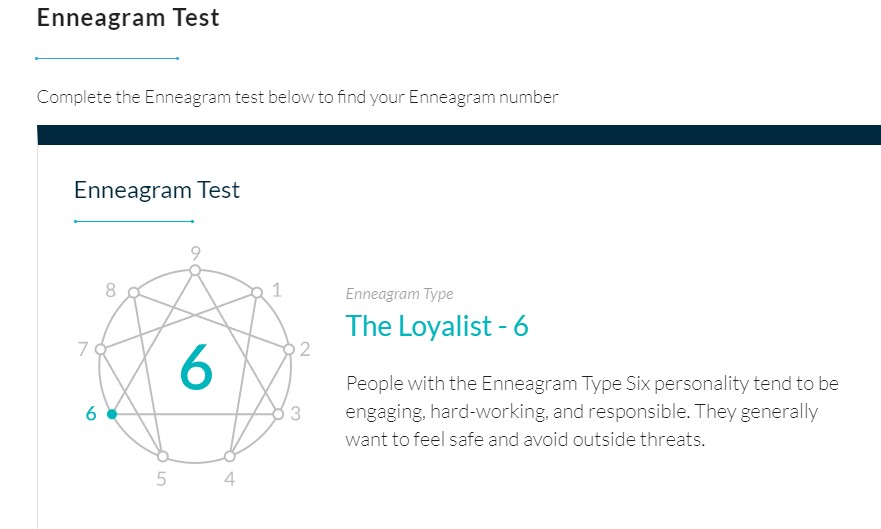 Enneagram Test
Complete the Enneagram test below to find your Enneagram number
Enneagram Test
9
8
1
7
2
6
6
3
5
4
Enneagram Type
The Loyalist - 6
People with the Enneagram Type Six personality tend to be
engaging, hard-working, and responsible. They generally
want to feel safe and avoid outside threats.